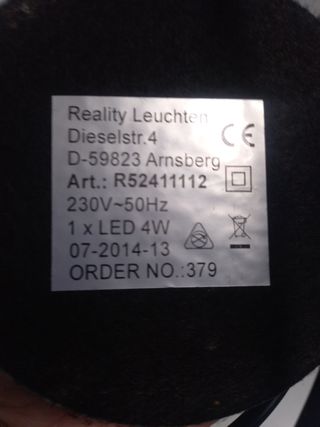 Reality Leuchten
Dieselstr.4
D-59823 Arnsberg
Art.: R52411112
230V~50Hz
1 x LED 4W
07-2014-13
ORDER NO.:379
CE